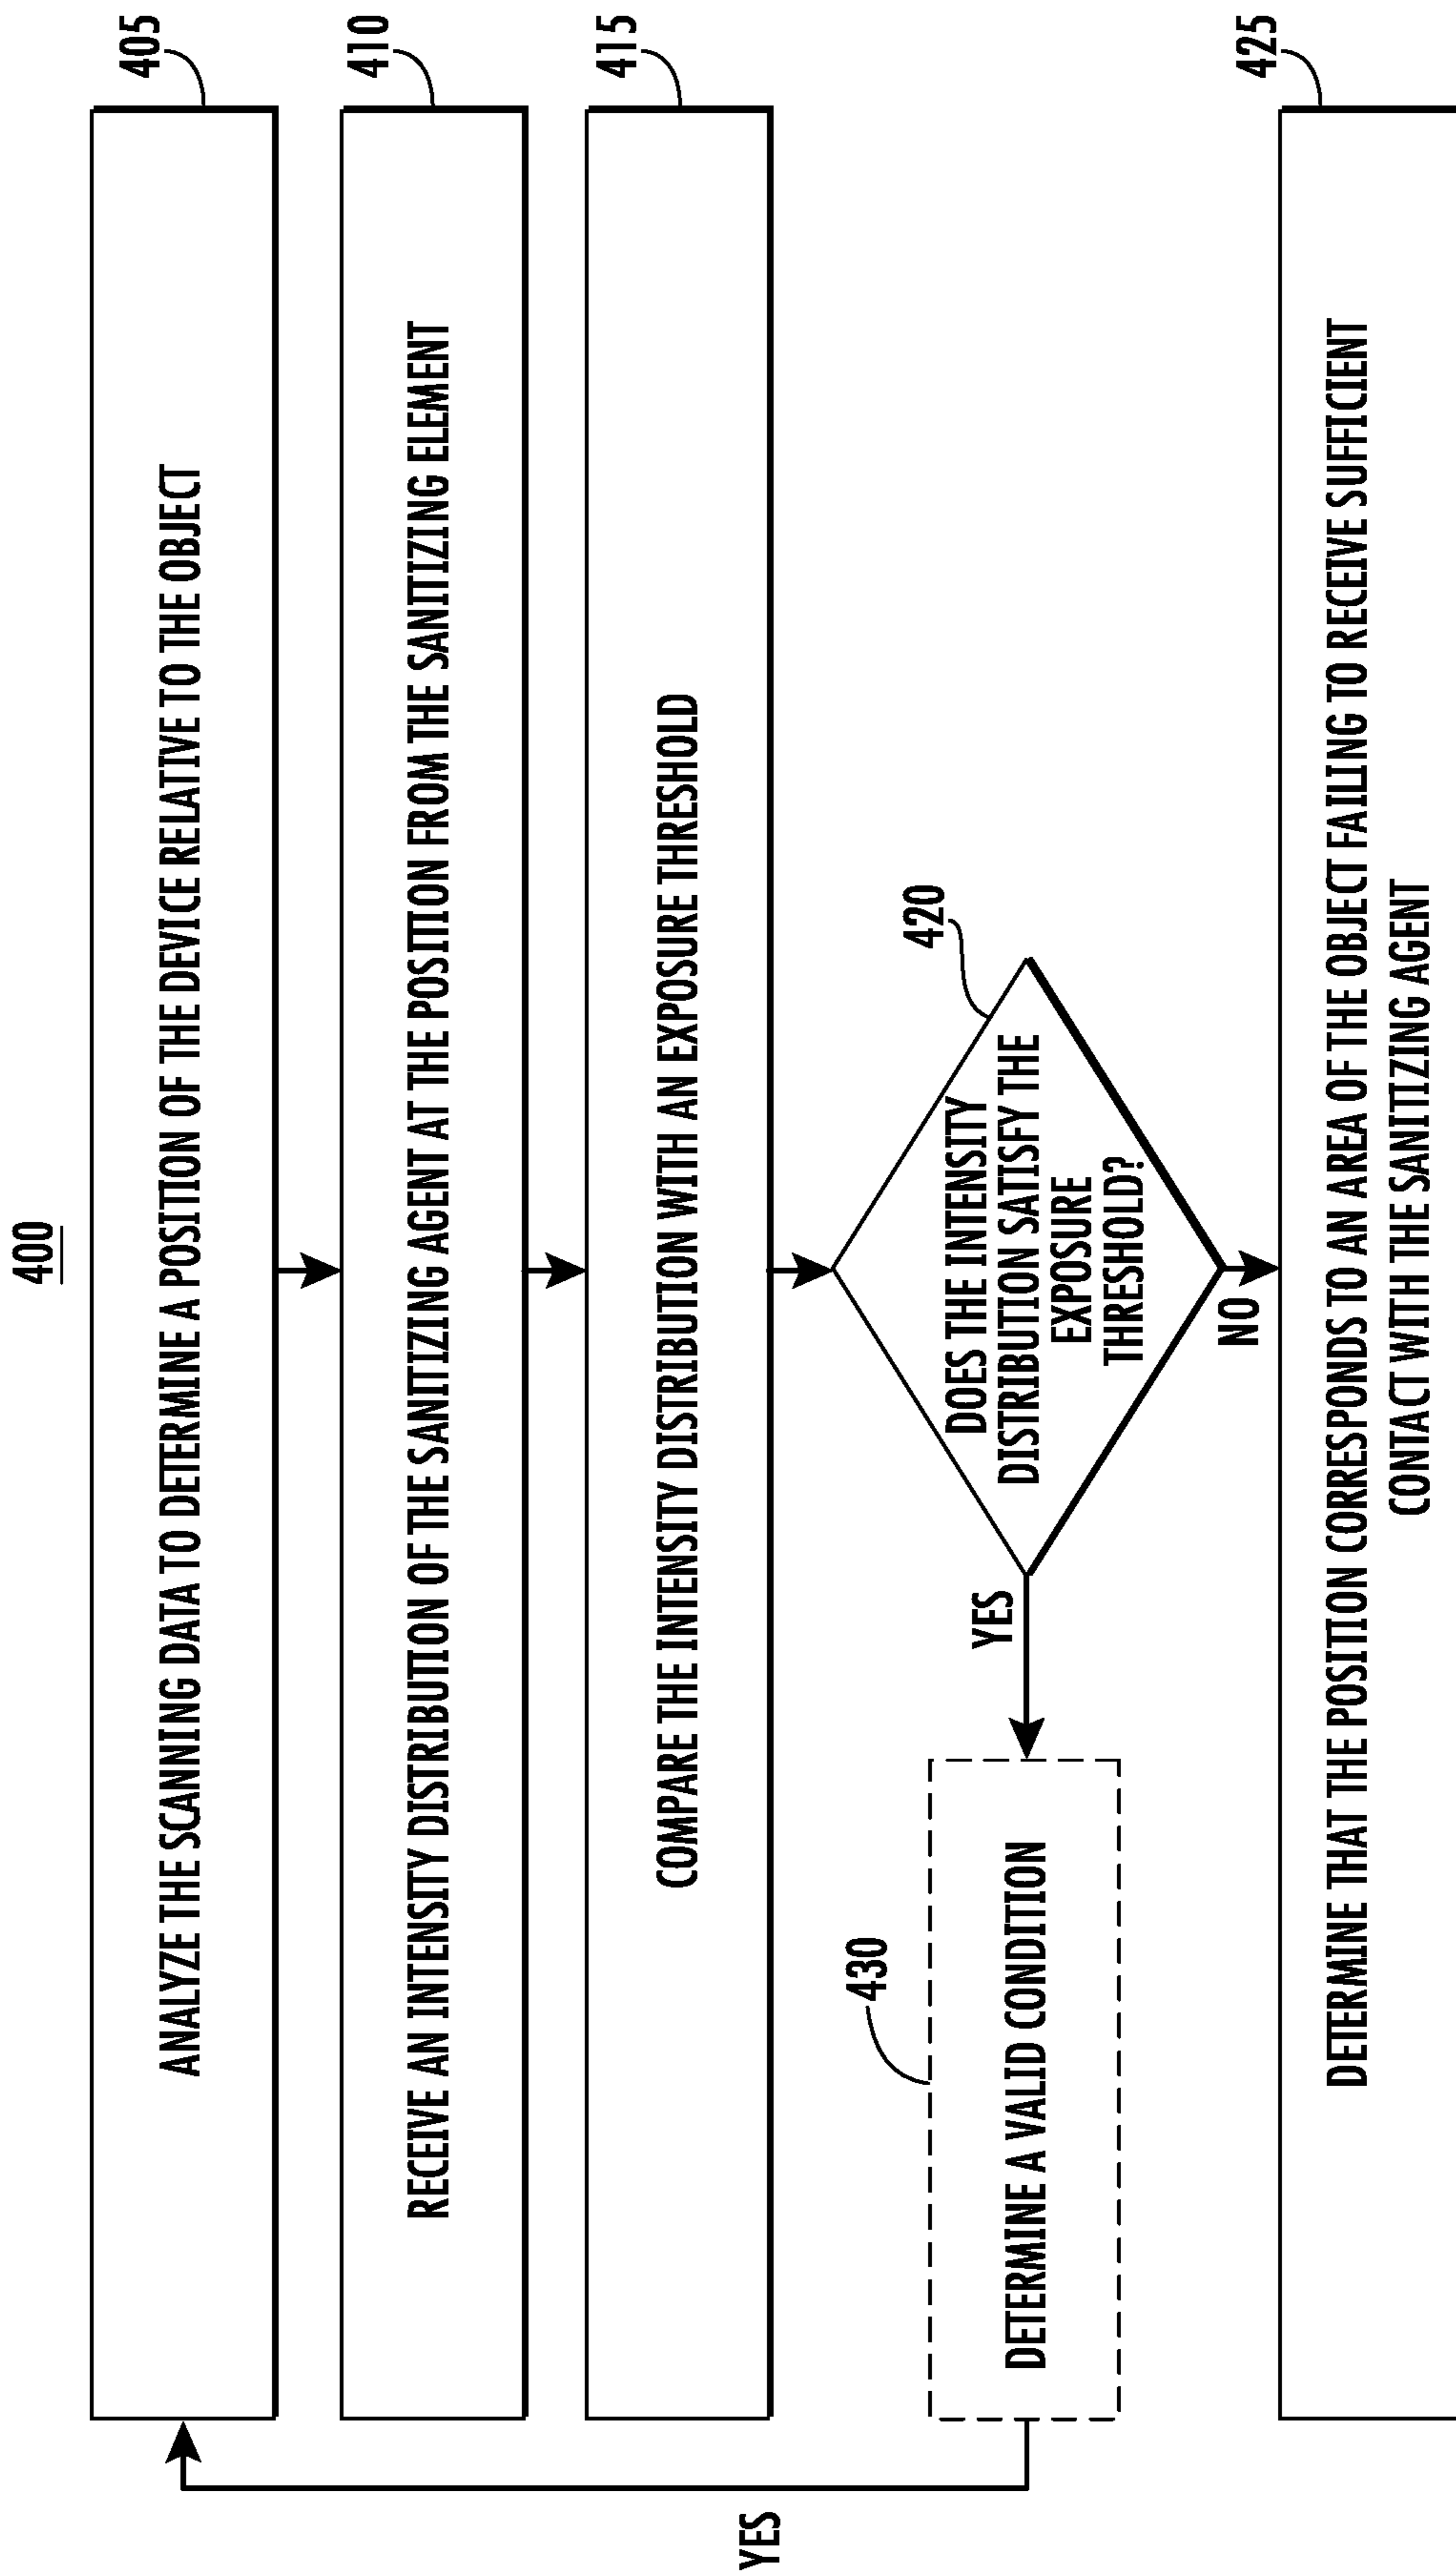 400
405
ANALYZE THE SCANNING DATA TO DETERMINE A POSITION OF THE DEVICE RELATIVE TO THE OBJECT
410
RECEIVE AN INTENSITY DISTRIBUTION OF THE SANITIZING AGENT AT THE POSITION FROM THE SANITIZING ELEMENT
415
COMPARE THE INTENSITY DISTRIBUTION WITH AN EXPOSURE THRESHOLD
420
DOES THE INTENSITY
DISTRIBUTION SATISFY THE
EXPOSURE
THRESHOLD?
YES
430
DETERMINE A VALID CONDITION
YES
NO
425
DETERMINE THAT THE POSITION CORRESPONDS TO AN AREA OF THE OBJECT FAILING TO RECEIVE SUFFICIENT
CONTACT WITH THE SANITIZING AGENT